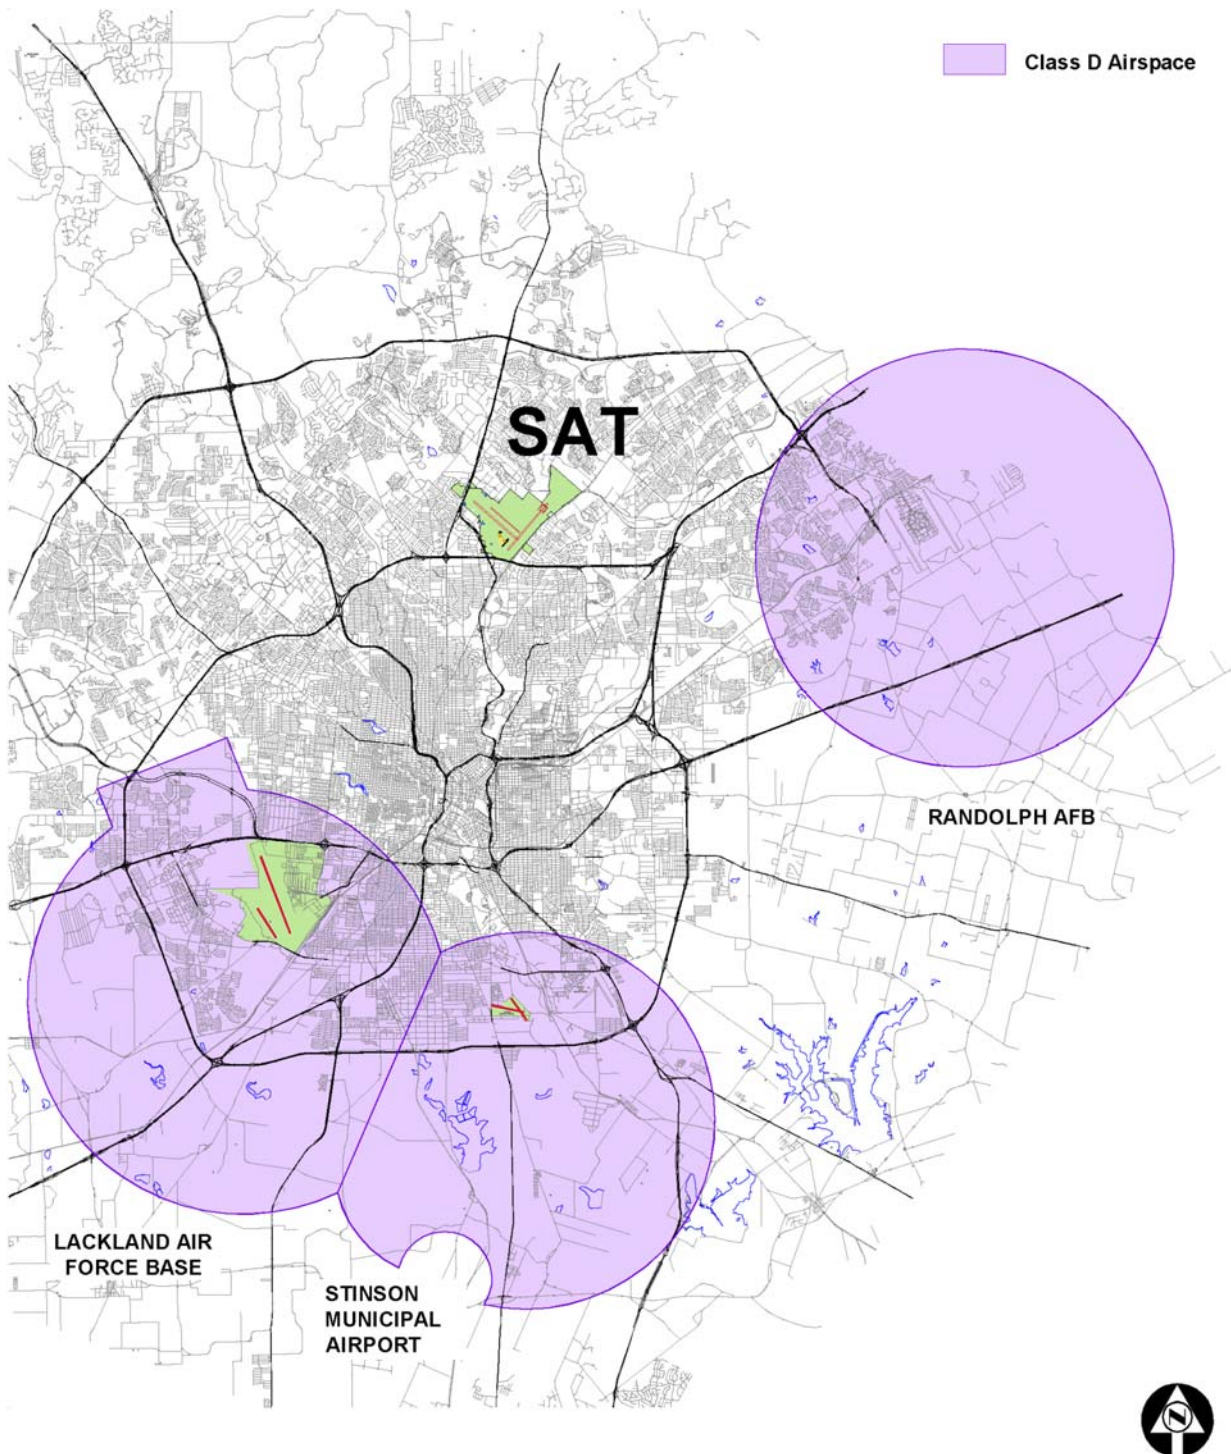 Class D Airspace
SAT
RANDOLPH AFB
LACKLAND AIR
FORCE BASE
STINSON
MUNICIPAL
AIRPORT
N